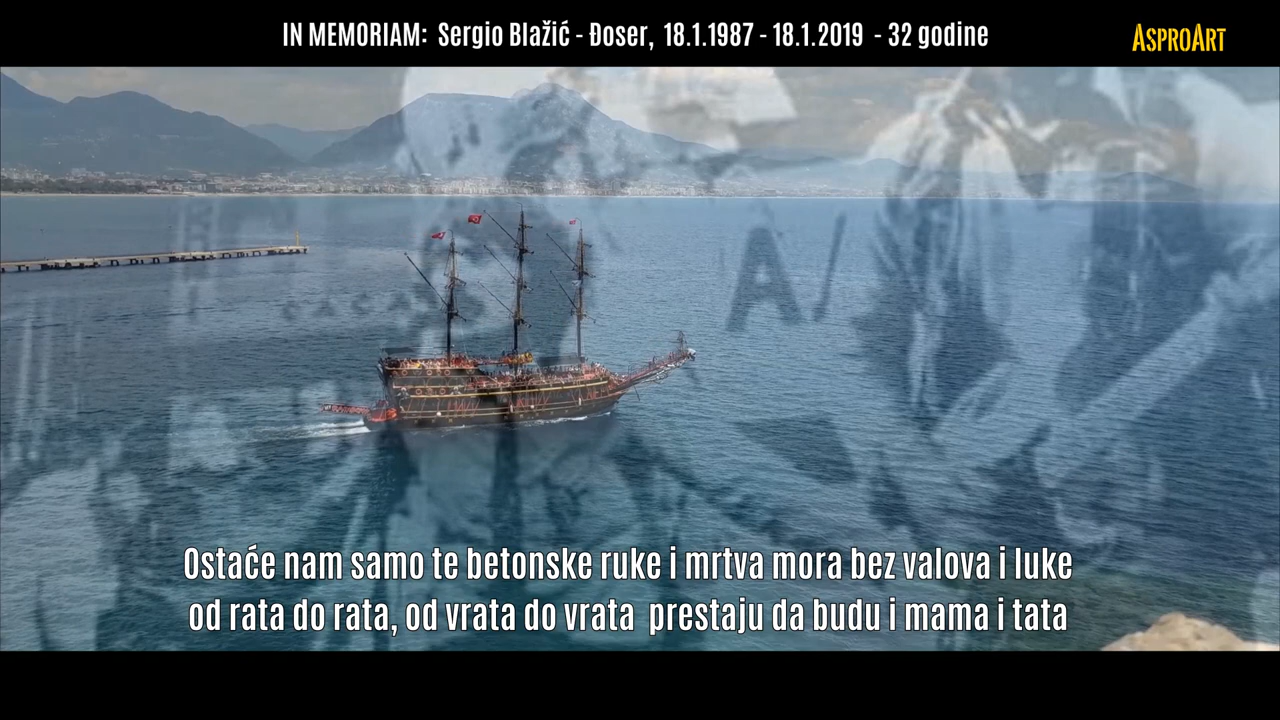 IN MEMORIAM: Sergio Blažić - Đoser, 18.1.1987 - 18.1.2019 - 32 godine
ASPROART
A/
Ostaće nam samo te betonske ruke i mrtva mora bez valova i luke
od rata do rata, od vrata do vrata prestaju da budu i mama i tata